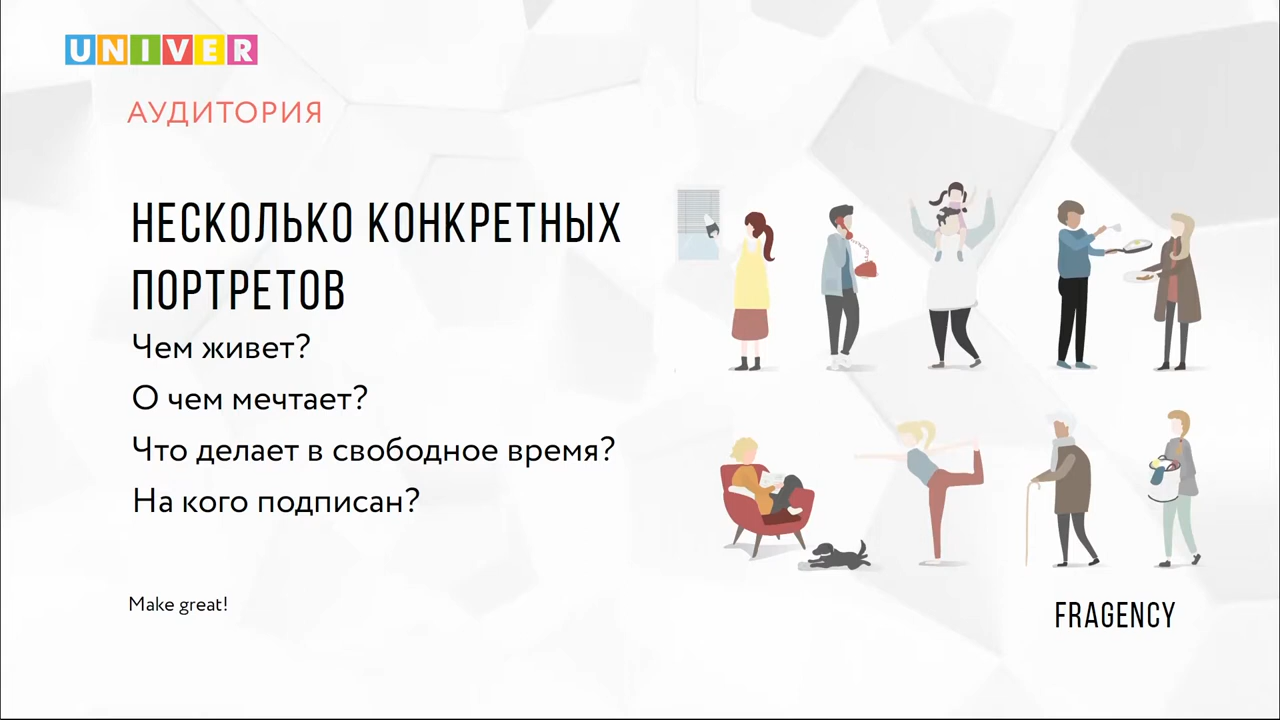 UNIVER
АУДИТОРИЯ
НЕСКОЛЬКО КОНКРЕТНЫХ
ПОРТРЕТОВ
Чем живет?
О чем мечтает?
Что делает в свободное время?
На кого подписан?
Make great!
FRAGENCY